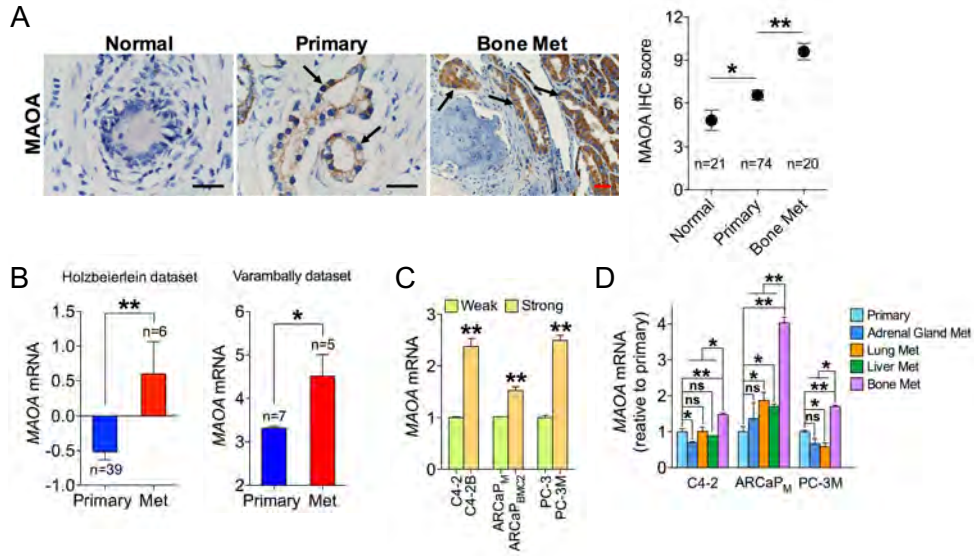 A
Normal
Primary
Bone Met
MAOA
MAOA IHC score
12
9
6
3
0
*
**
n=21
n=74
n=20
Normal
Primary
Bone Met
B
Holzbeierlein dataset
MAOA mRNA
1.5
1.0
0.5
0.0
-0.5
-1.0
**
n=6
n=39
Primary Met
Varambally dataset
MAOA mRNA
6
5
4
3
2
*
n=5
n=7
Primary Met
C
Weak Strong
MAOA mRNA
3
2
1
0
**
**
**
C4-2
C4-2B
ARCaPM
ARCaPBMC2
PC-3
PC-3M
D
MAOA mRNA
(reative to primary)
4
3
2
1
0
*
**
ns
ns
*
**
**
*
*
ns
*
**
ns
*
C4-2 ARCaPM PC-3M
Primary
Adrenal Gland Met
Lung Met
Liver Met
Bone Met